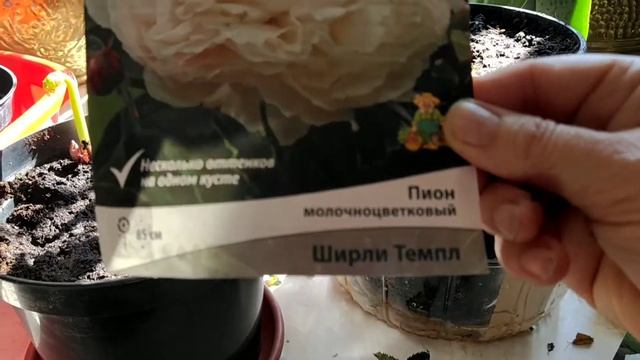 Несколько оттенков
на одном кусте
Пион
молочноцветковый
85 см
Ширли Темпл